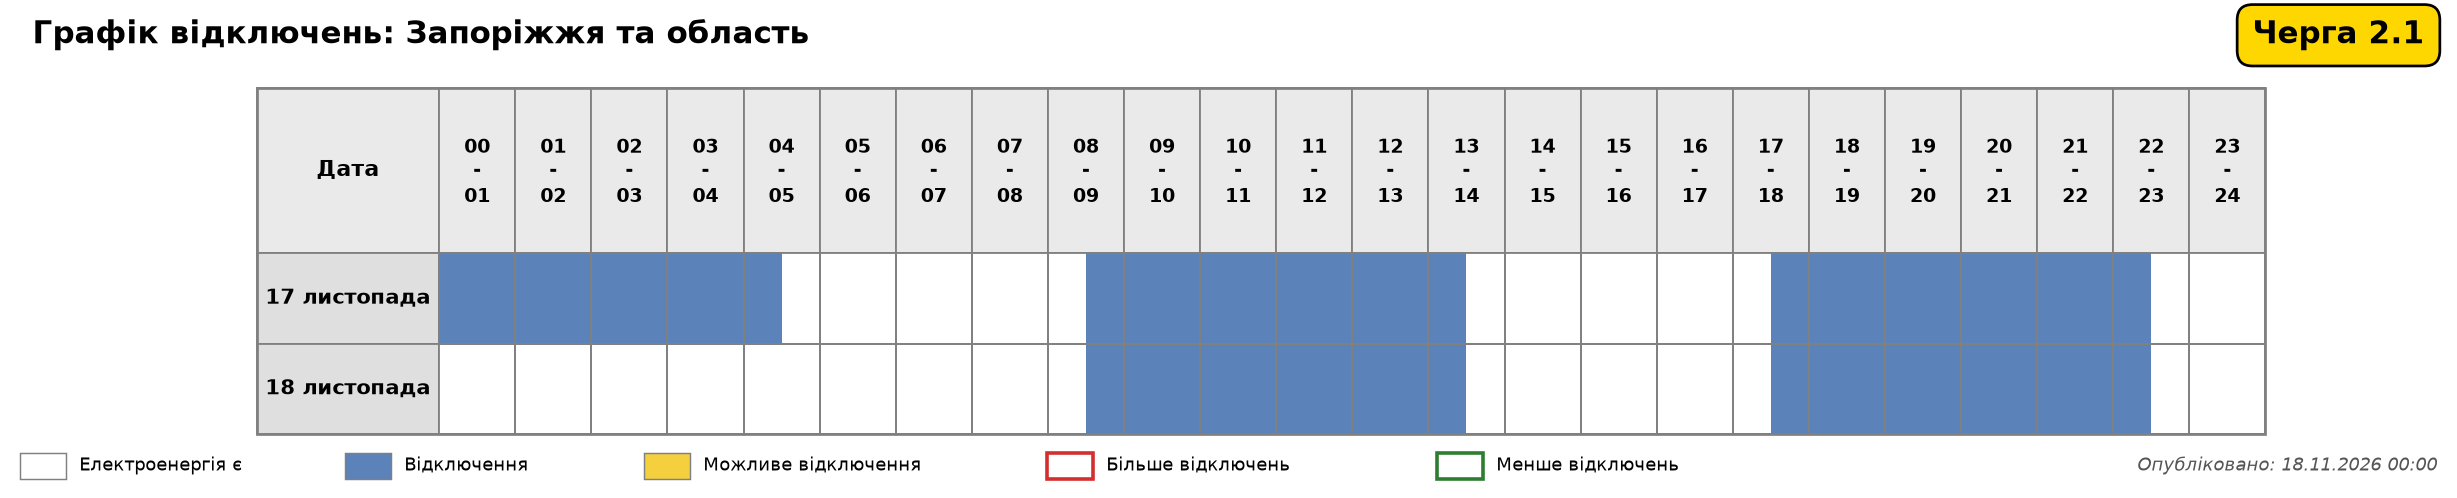 Графік відключень: Запоріжжя та область
Черга 2.1
Дата
00 - 01
01 - 02
02 - 03
03 - 04
04 - 05
05 - 06
06 - 07
07 - 08
08 - 09
09 - 10
10 - 11
11 - 12
12 - 13
13 - 14
14 - 15
15 - 16
16 - 17
17 - 18
18 - 19
19 - 20
20 - 21
21 - 22
22 - 23
23 - 24
17 листопада
18 листопада
Електроенергія є
Відключення
Можливе відключення
Більше відключень
Менше відключень
Опубліковано: 18.11.2026 00:00